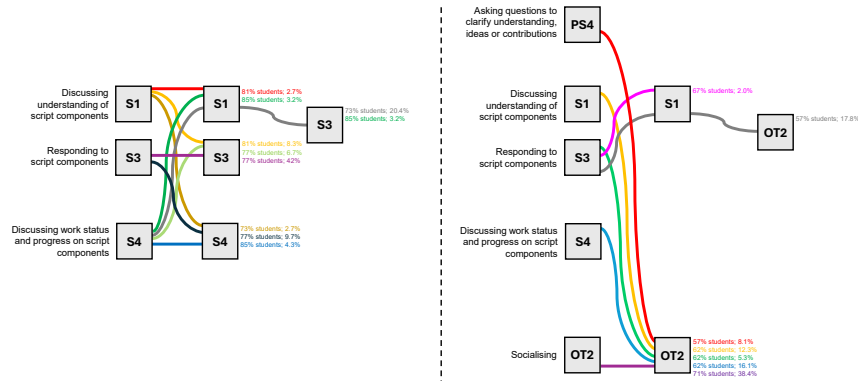 Discussing
understanding of
script components
S1
S1
81% students; 2.7%
85% students; 3.2%
S3
73% students; 20.4%
85% students; 3.2%
Responding to
script components
S3
S3
81% students; 5.3%
77% students; 6.7%
77% students; 42%
Discussing work status
and progress on script
components
S4
S4
73% students; 2.7%
77% students; 9.7%
85% students; 4.3%
Asking questions to
clarify understanding,
ideas or contributions
PS4
Discussing
understanding of
script components
S1
S1
67% students; 2.0%
OT2
57% students; 17.8%
Responding to
script components
S3
Discussing work status
and progress on script
components
S4
Socialising
OT2
OT2
57% students; 8.1%
62% students; 12.3%
62% students; 5.3%
62% students; 16.1%
71% students; 38.4%